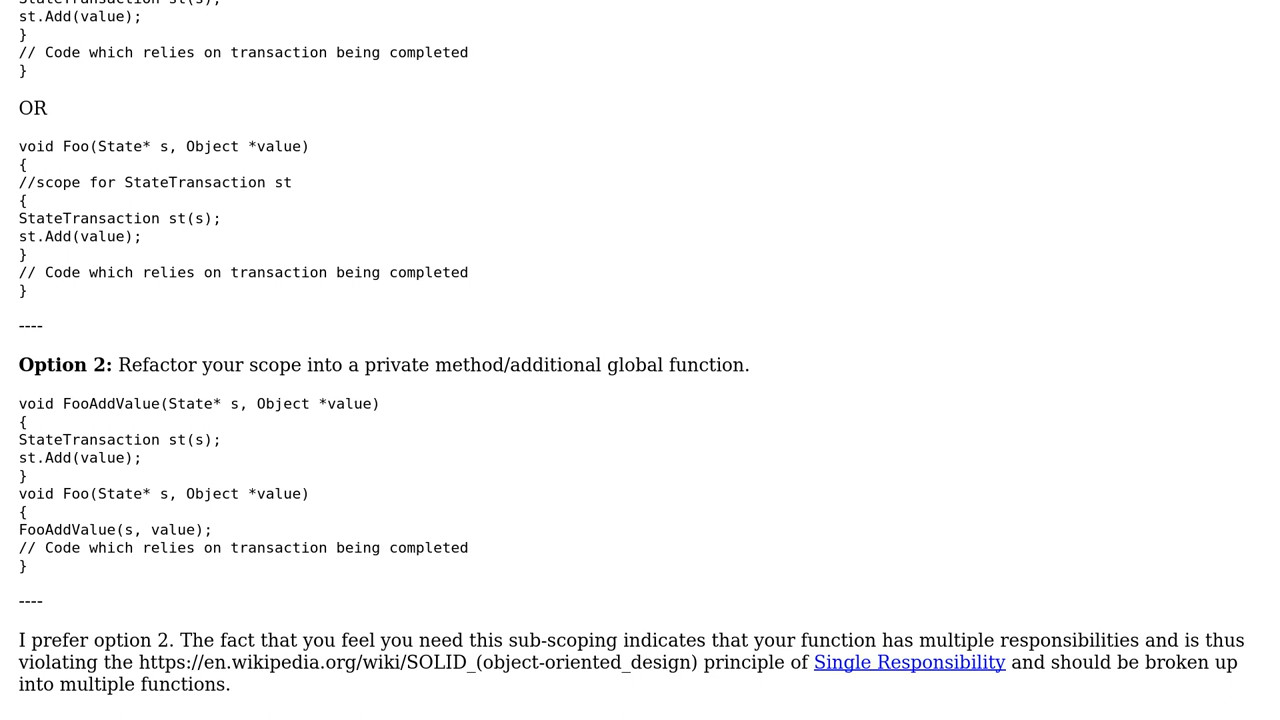 StateTransaction st(s);
st.Add(value);
}
// Code which relies on transaction being completed
}
OR
void Foo(State* s, Object *value)
{
//scope for StateTransaction st
{
StateTransaction st(s);
st.Add(value);
}
// Code which relies on transaction being completed
}
----
Option 2: Refactor your scope into a private method/additional global function.
void FooAddValue(State* s, Object *value)
{
StateTransaction st(s);
st.Add(value);
}
void Foo(State* s, Object *value)
{
FooAddValue(s, value);
// Code which relies on transaction being completed
}
----
I prefer option 2. The fact that you feel you need this sub-scoping indicates that your function has multiple responsibilities and is thus
violating the https://en.wikipedia.org/wiki/SOLID_(object-oriented_design) principle of Single Responsibility and should be broken up
into multiple functions.